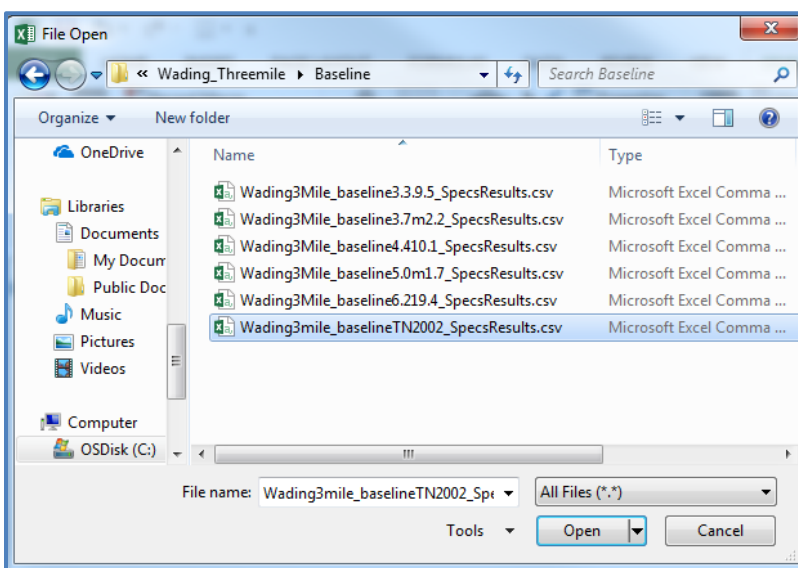 File Open
« Wading_Threemile ▸ Baseline
Search Baseline
Organize New folder
Name Type
OneDrive
Libraries
Documents
My Docum
Public Doc
Music
Pictures
Videos
Computer
OSDisk (C:)
Wading3Mile_baseline3.3.9.5_SpecsResults.csv Microsoft Excel Comma ...
Wading3Mile_baseline3.7m2.2_SpecsResults.csv Microsoft Excel Comma ...
Wading3Mile_baseline4.410.1_SpecsResults.csv Microsoft Excel Comma ...
Wading3Mile_baseline5.0m1.7_SpecsResults.csv Microsoft Excel Comma ...
Wading3Mile_baseline6.219.4_SpecsResults.csv Microsoft Excel Comma ...
Wading3mile_baselineTN2002_SpecsResults.csv Microsoft Excel Comma ...
File name: Wading3mile_baselineTN2002_Spe All Files (*.*)
Tools Open Cancel